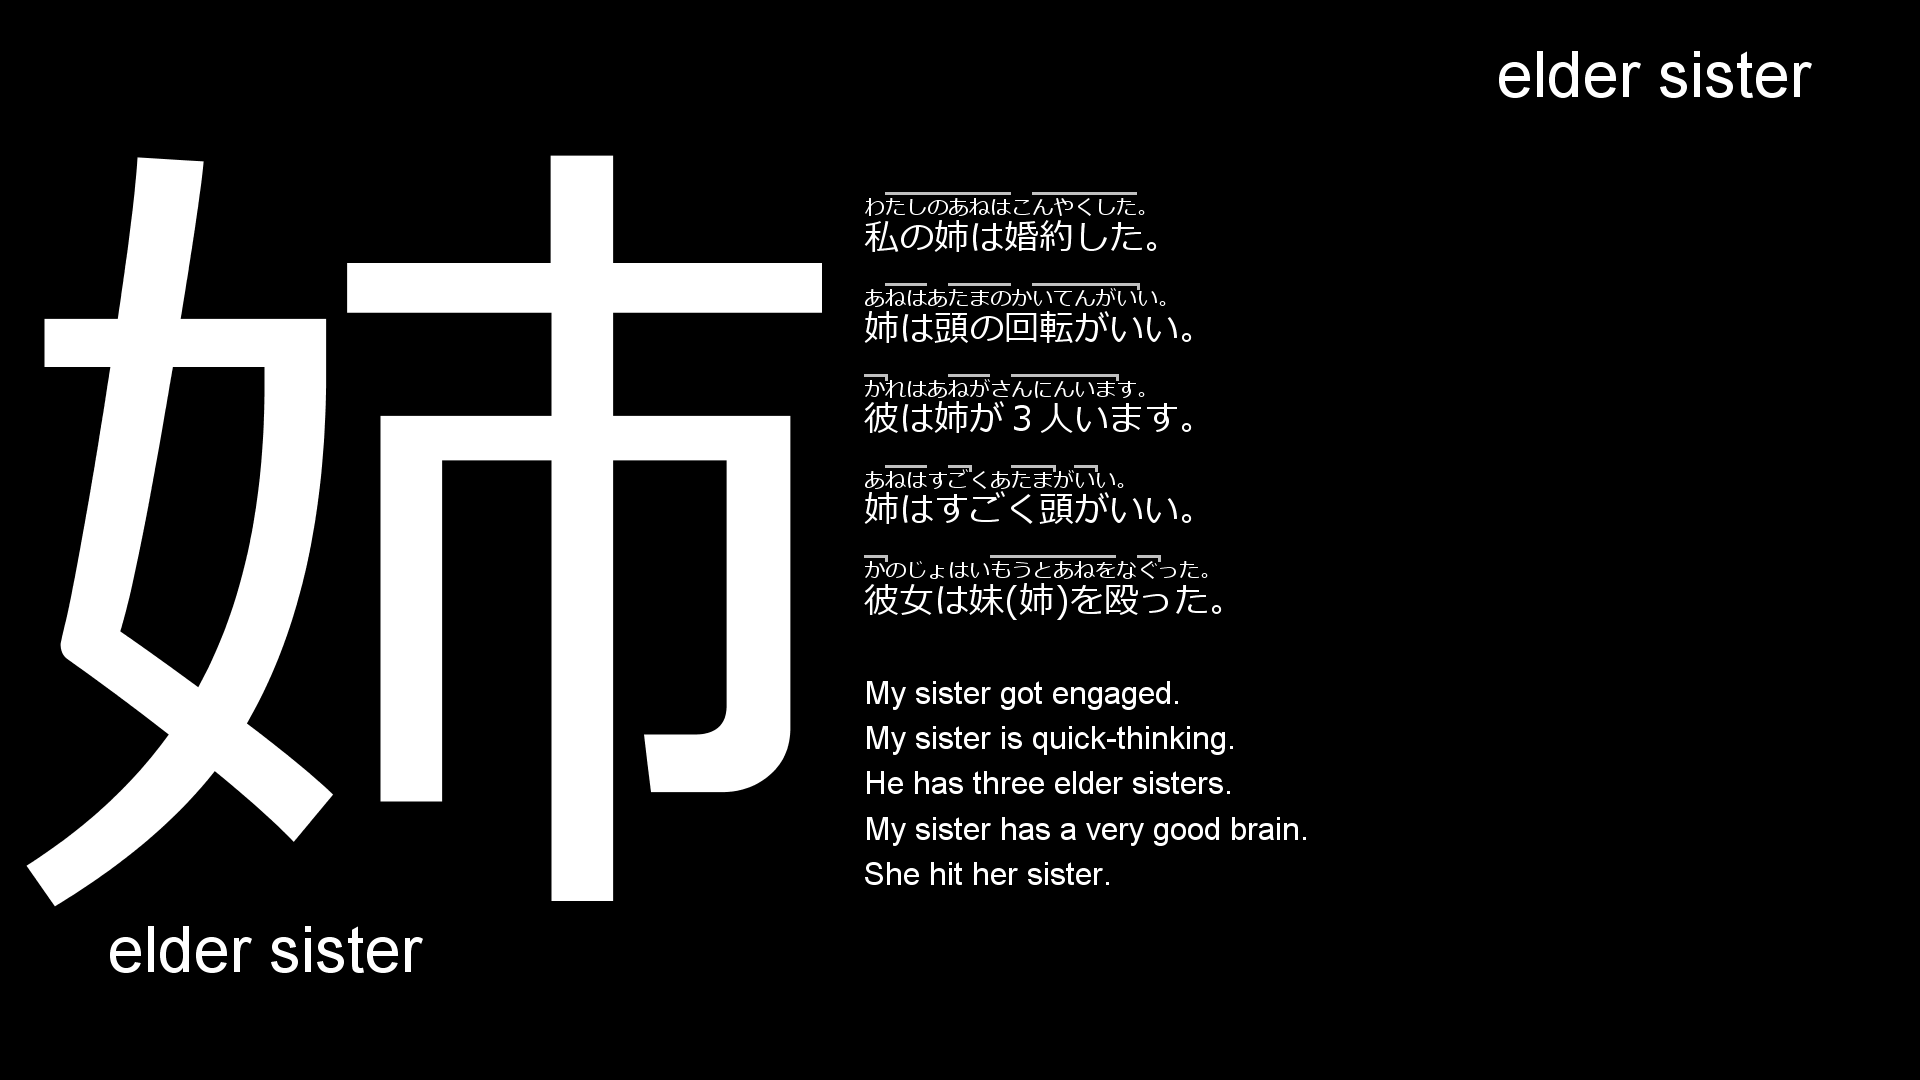 elder sister
姉
わたしのあねはこんやくした。
私の姉は婚約した。
あねはあたまのかいてんがいい。
姉は頭の回転がいい。
かれはあねがさんにんいます。
彼は姉が３人います。
あねはすごくあたまがいい。
姉はすごく頭がいい。
かのじょはいもうとあねをなぐった。
彼女は妹(姉)を殴った。
My sister got engaged.
My sister is quick-thinking.
He has three elder sisters.
My sister has a very good brain.
She hit her sister.
elder sister